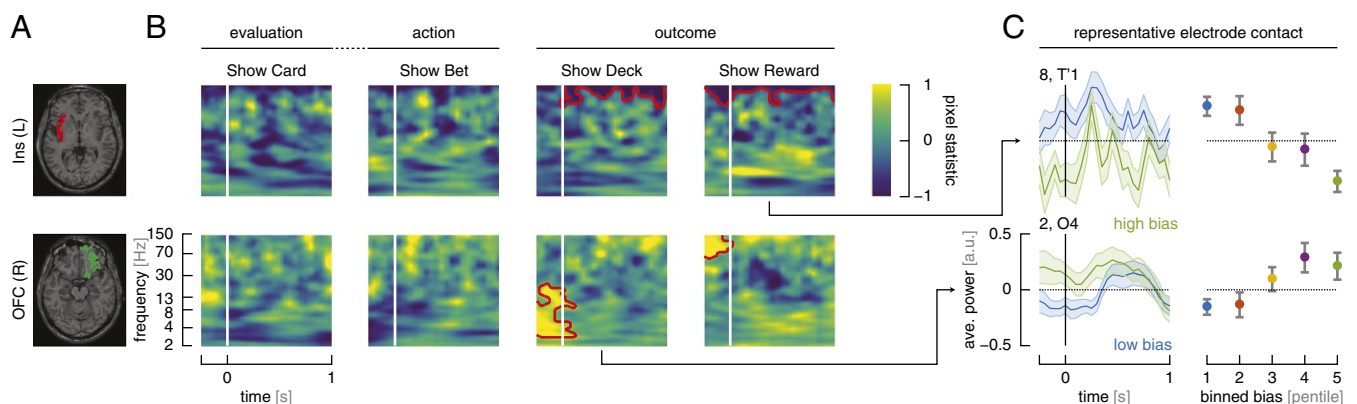 A
B
C
evaluation
action
outcome
representative electrode contact
Show Card
Show Bet
Show Deck
Show Reward
Ins (L)
1
0
−1
pixel statistic
8, T'1
high bias
OFC (R)
frequency [Hz]
150
70
30
13
8
4
2
0 1
time [s]
2, O4
low bias
ave. power [a.u.]
0.5
0
−0.5
0 1
time [s]
1 2 3 4 5
binned bias [pentile]